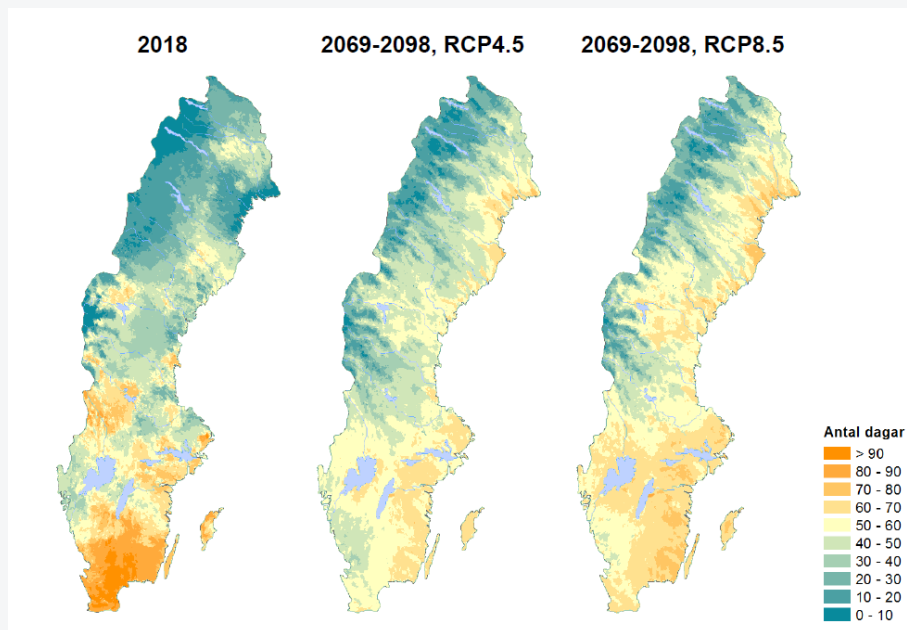 2018
2069-2098, RCP4.5
2069-2098, RCP8.5
Antal dagar
> 90
80 - 90
70 - 80
60 - 70
50 - 60
40 - 50
30 - 40
20 - 30
10 - 20
0 - 10